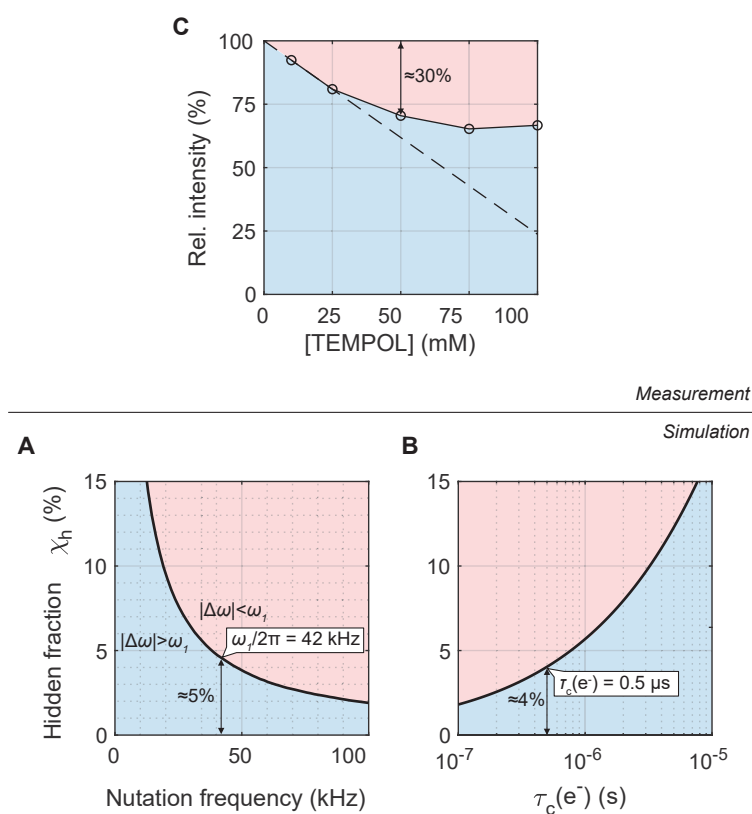 C
100
75
50
25
0
Rel. intensity (%)
≈30%
0 25 50 75 100
[TEMPOL] (mM)
Measurement
Simulation
A
15
10
5
0
Hidden fraction χh (%)
|Δω|<ω1
|Δω|>ω1
ω1/2π = 42 kHz
≈5%
0 50 100
Nutation frequency (kHz)
B
15
10
5
0
τc(e-) = 0.5 µs
≈4%
10-7 10-6 10-5
τc(e-) (s)